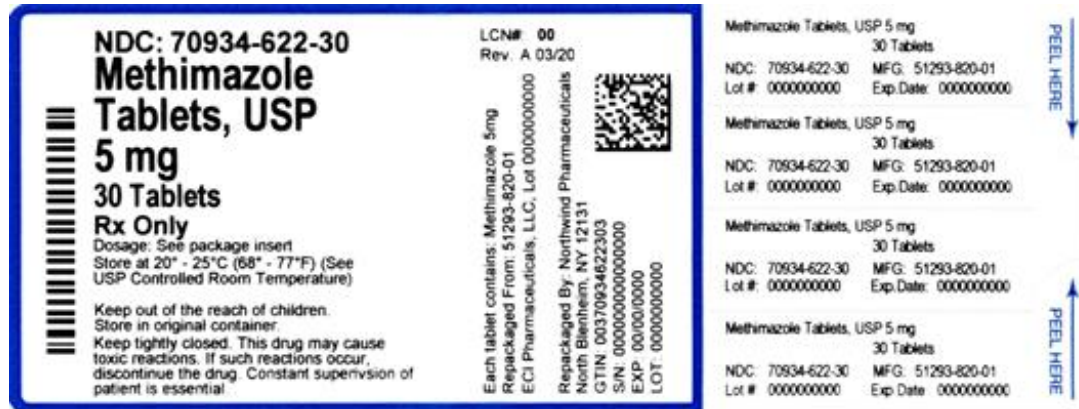 NDC: 70934-622-30
Methimazole
Tablets, USP
5 mg
30 Tablets
Rx Only
Dosage: See package insert
Store at 20° - 25°C (68° - 77°F) (See
USP Controlled Room Temperature)
Keep out of the reach of children.
Store in original container.
Keep tightly closed. This drug may cause
toxic reactions. If such reactions occur,
discontinue the drug. Constant superivsion of
patient is essential
LCN#: 00
Rev. A 03/20
Each tablet contains: Methimazole 5mg
Repackaged From: 51293-820-01
ECI Pharmaceuticals, LLC, Lot 00000000000
Repackaged By: Northwind Pharmaceuticals
North Blenheim, NY 12131
GTIN: 00370934622303
S/N: 00000000000000000
EXP: 00/00/0000
LOT: 00000000000
Methimazole Tablets, USP 5 mg
30 Tablets
NDC: 70934-622-30 MFG: 51293-820-01
Lot #: 0000000000 Exp.Date: 0000000000
Methimazole Tablets, USP 5 mg
30 Tablets
NDC: 70934-622-30 MFG: 51293-820-01
Lot #: 0000000000 Exp.Date: 0000000000
Methimazole Tablets, USP 5 mg
30 Tablets
NDC: 70934-622-30 MFG: 51293-820-01
Lot #: 0000000000 Exp.Date: 0000000000
Methimazole Tablets, USP 5 mg
30 Tablets
NDC: 70934-622-30 MFG: 51293-820-01
Lot # 0000000000 Exp Date 0000000000
PEEL HERE
PEEL HERE